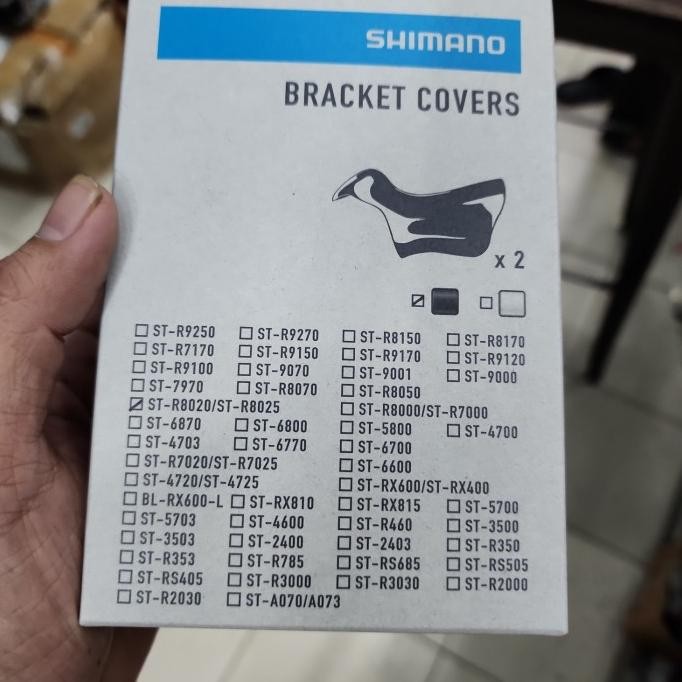 SHIMANO
BRACKET COVERS
x 2
ST-R9250 ST-R9270 ST-R8150 ST-R8170
ST-R7170 ST-R9150 ST-R9170 ST-R9120
ST-R9100 ST-9070 ST-9001 ST-9000
ST-7970 ST-R8070 ST-R8050
ST-R8020/ST-R8025 ST-R8000/ST-R7000
ST-6870 ST-6800 ST-5800 ST-4700
ST-4703 ST-6770 ST-6700
ST-R7020/ST-R7025 ST-6600
ST-4720/ST-4725 ST-RX600/ST-RX400
BL-RX600-L ST-RX810 ST-RX815 ST-5700
ST-5703 ST-4600 ST-R460 ST-3500
ST-3503 ST-2400 ST-2403 ST-R350
ST-R353 ST-R785 ST-RS685 ST-RS505
ST-RS405 ST-R3000 ST-R3030 ST-R2000
ST-R2030 ST-A070/A073